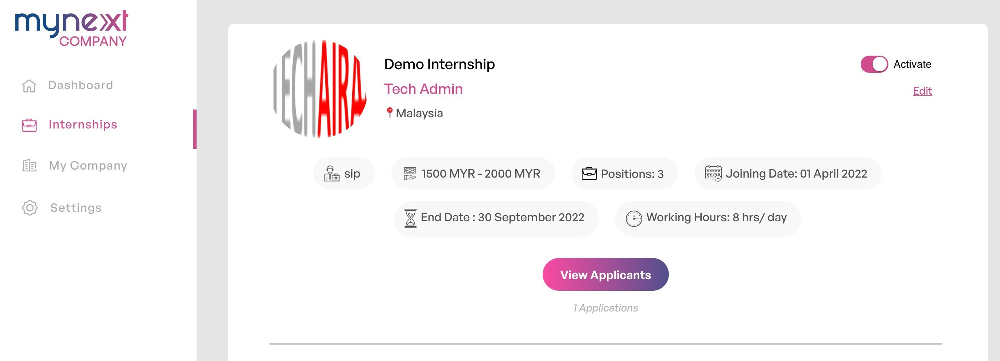 mynext
COMPANY
Dashboard
Internships
My Company
Settings
TECHAIRA
Demo Internship
Tech Admin
Malaysia
Activate
Edit
sip
1500 MYR - 2000 MYR
Positions: 3
Joining Date: 01 April 2022
End Date : 30 September 2022
Working Hours: 8 hrs/ day
View Applicants
1 Applications